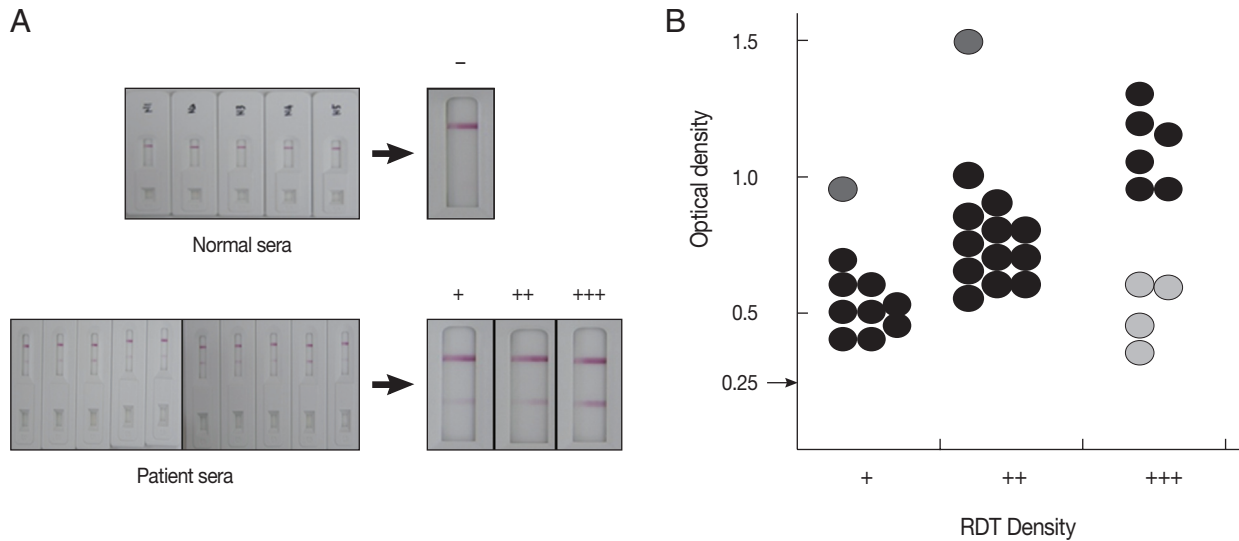 A
–
Normal sera
+ ++ +++
Patient sera
B
Optical density
1.5
1.0
0.5
0.25
+ ++ +++
RDT Density